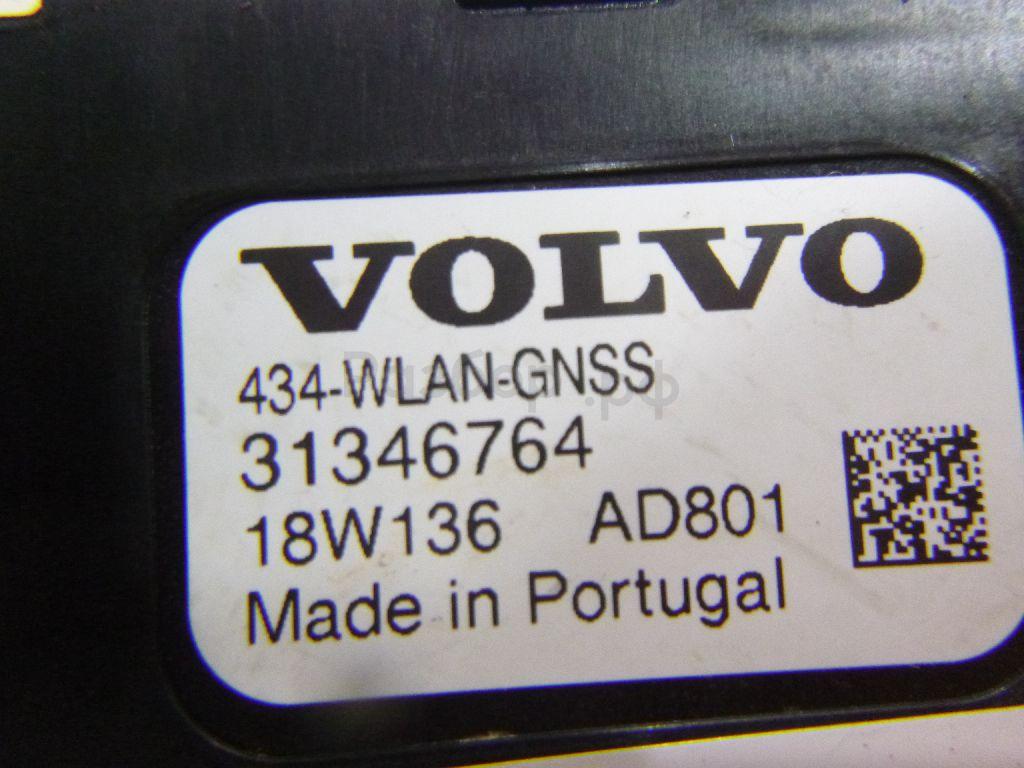 VOLVO
434-WLAN-GNSS
31346764
18W136 AD801
Made in Portugal